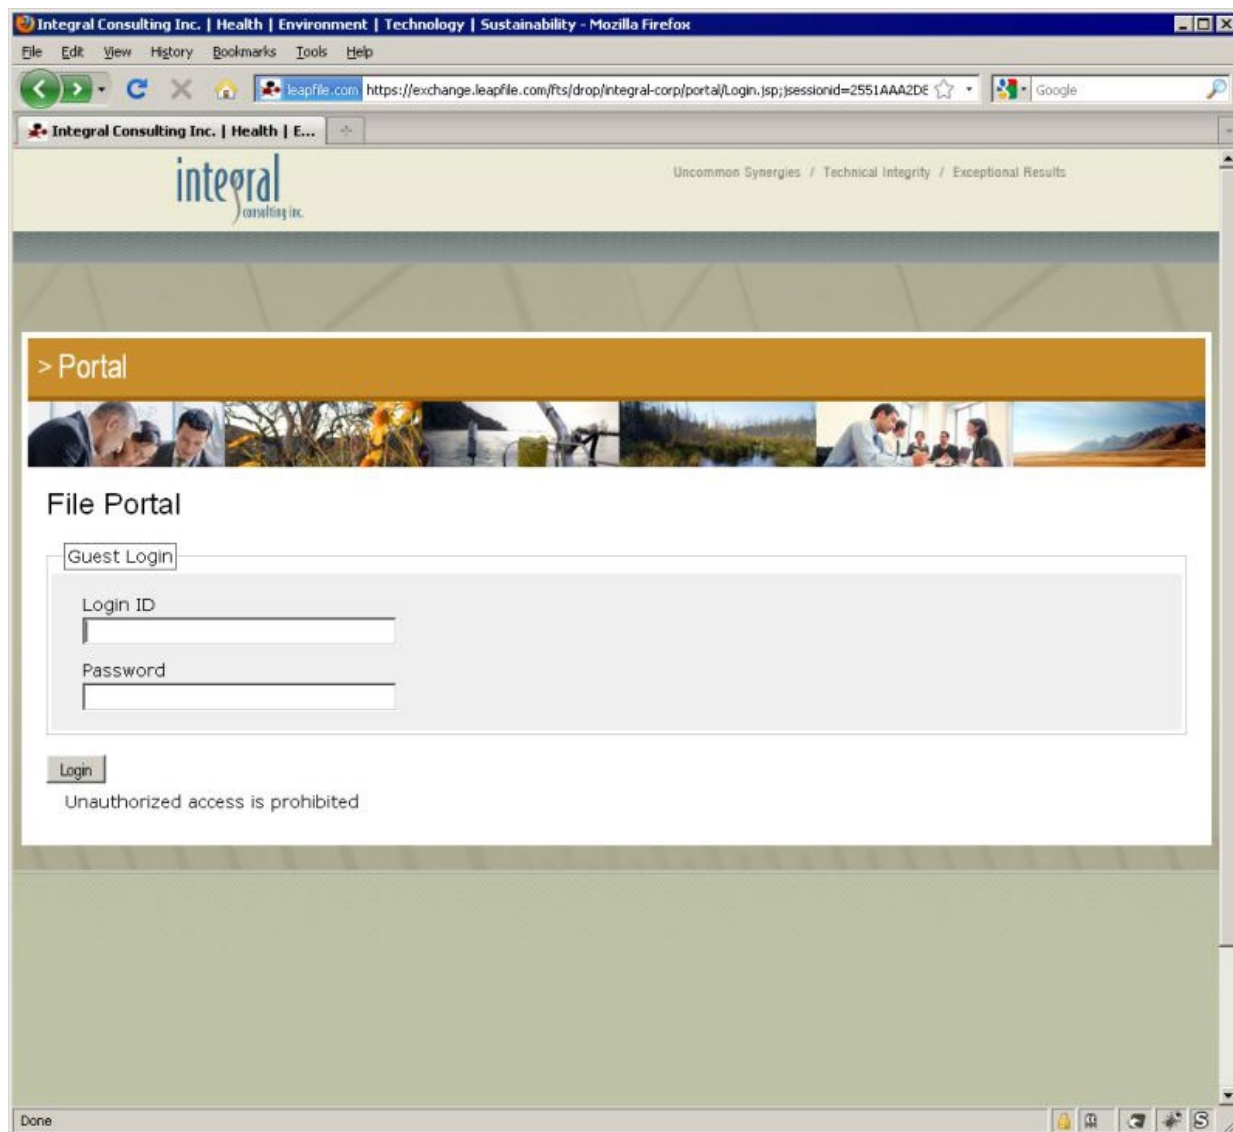 Integral Consulting Inc. | Health | Environment | Technology | Sustainability - Mozilla Firefox
File Edit View History Bookmarks Tools Help
leapfile.com https://exchange.leapfile.com/fts/drop/integral-corp/portal/Login.jsp;jsessionid=2551AAA2DE Google
Integral Consulting Inc. | Health | E...
integral
consulting inc.
Uncommon Synergies / Technical Integrity / Exceptional Results
> Portal
File Portal
Guest Login
Login ID
Password
Login
Unauthorized access is prohibited
Done